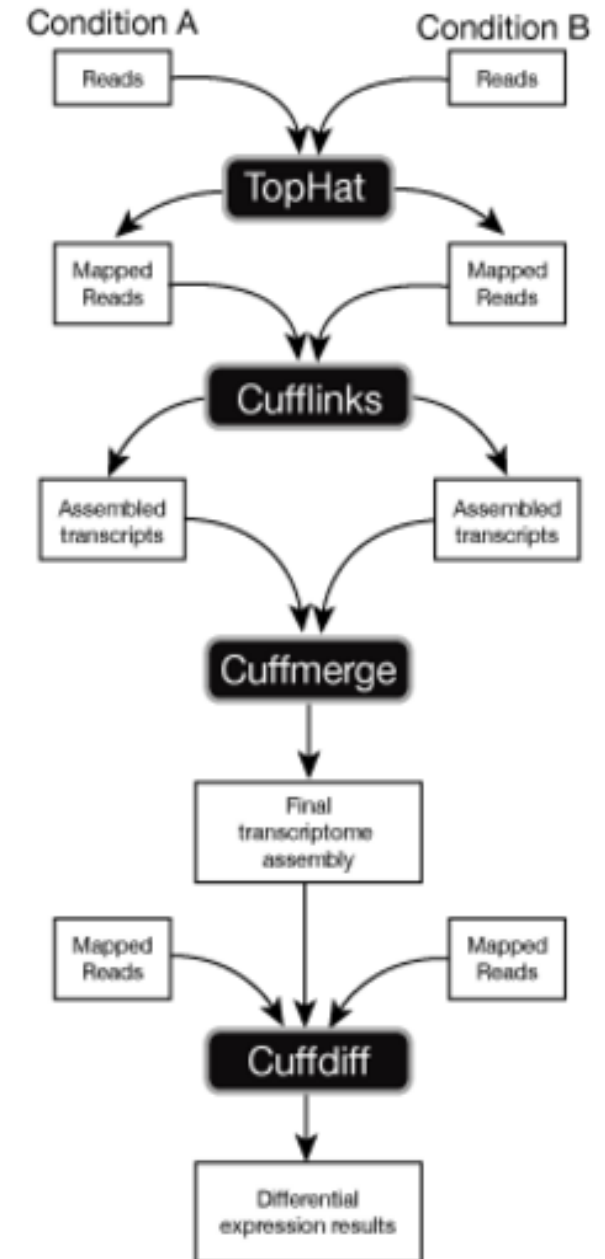 Condition A
Condition B
Reads
Reads
TopHat
Mapped
Reads
Mapped
Reads
Cufflinks
Assembled
transcripts
Assembled
transcripts
Cuffmerge
Final
transcriptome
assembly
Mapped
Reads
Mapped
Reads
Cuffdiff
Differential
expression results